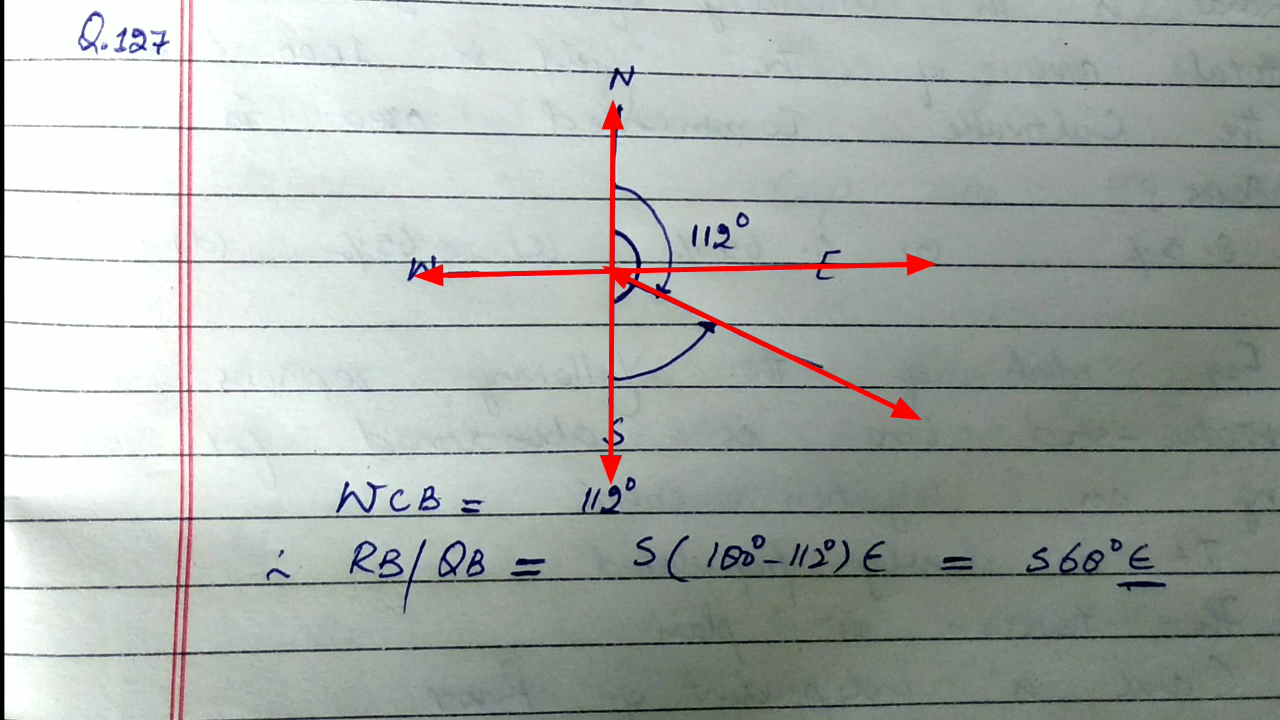 Q.127
N
112°
W E
S
WCB = 112°
∴ RB/QB = S(180°-112°)E = S68°E